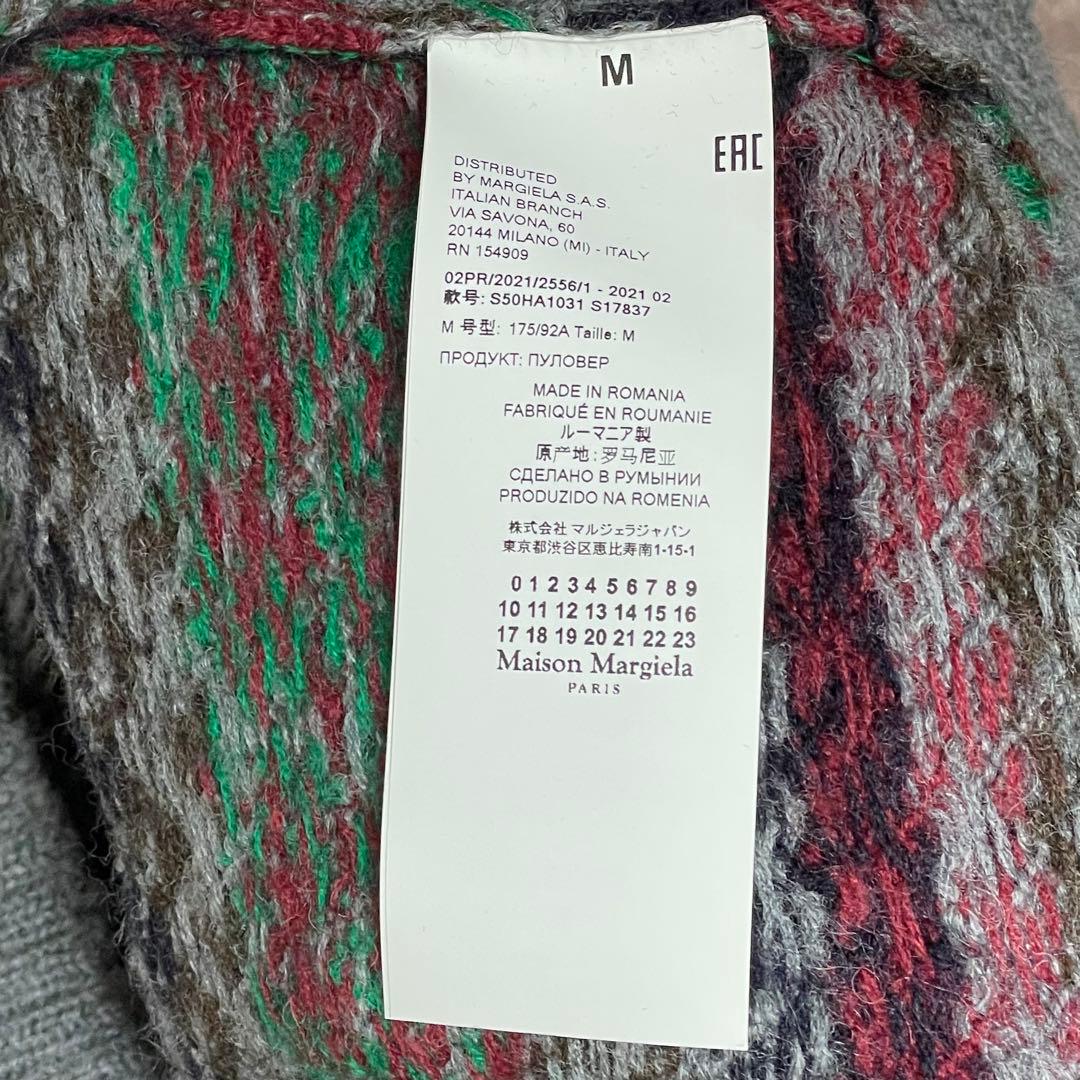 M
EAC
DISTRIBUTED
BY MARGIELA S.A.S.
ITALIAN BRANCH
VIA SAVONA, 60
20144 MILANO (MI) - ITALY
RN 154909
02PR/2021/2556/1 - 2021 02
款号: S50HA1031 S17837
M 号型: 175/92A Taille: M
ПРОДУКТ: ПУЛОВЕР
MADE IN ROMANIA
FABRIQUÉ EN ROUMANIE
ルーマニア製
原产地:罗马尼亚
СДЕЛАНО В РУМЫНИИ
PRODUZIDO NA ROMENIA
株式会社 マルジェラジャパン
東京都渋谷区恵比寿南1-15-1
0 1 2 3 4 5 6 7 8 9
10 11 12 13 14 15 16
17 18 19 20 21 22 23
Maison Margiela
PARIS